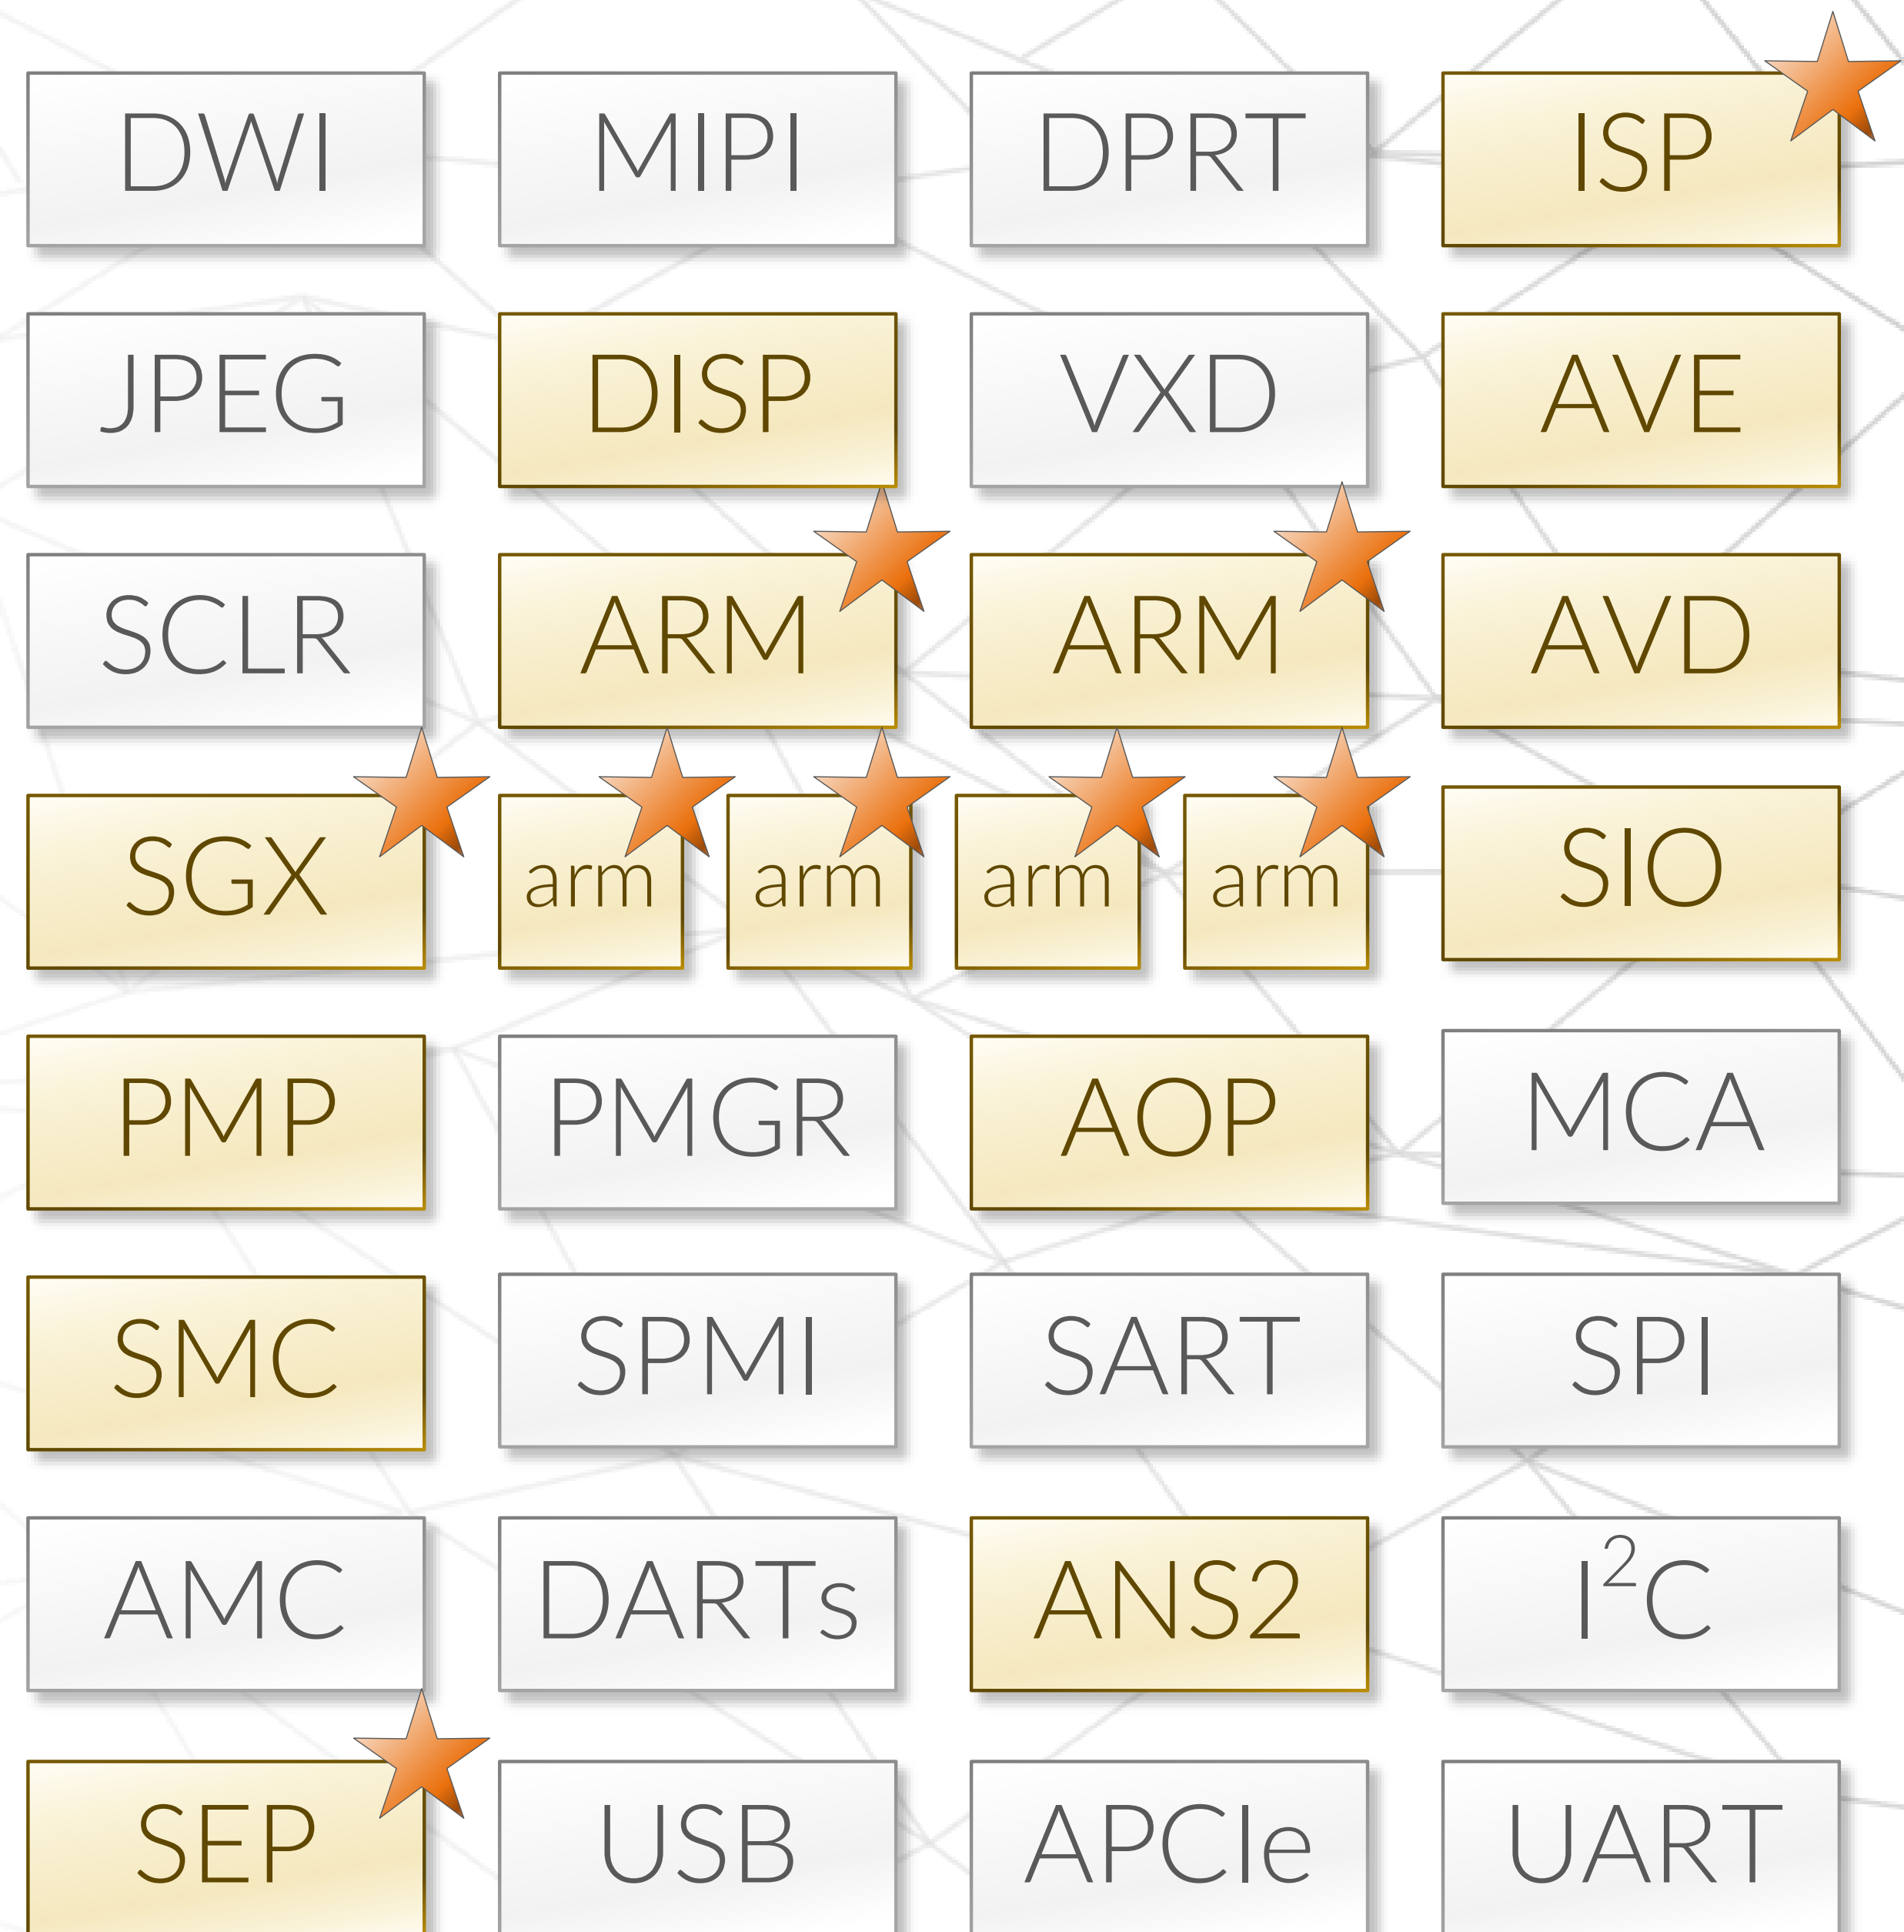 DWI MIPI DPRT ISP
JPEG DISP VXD AVE
SCLR ARM ARM AVD
SGX arm arm arm arm SIO
PMP PMGR AOP MCA
SMC SPMI SART SPI
AMC DARTs ANS2 I²C
SEP USB APCIe UART